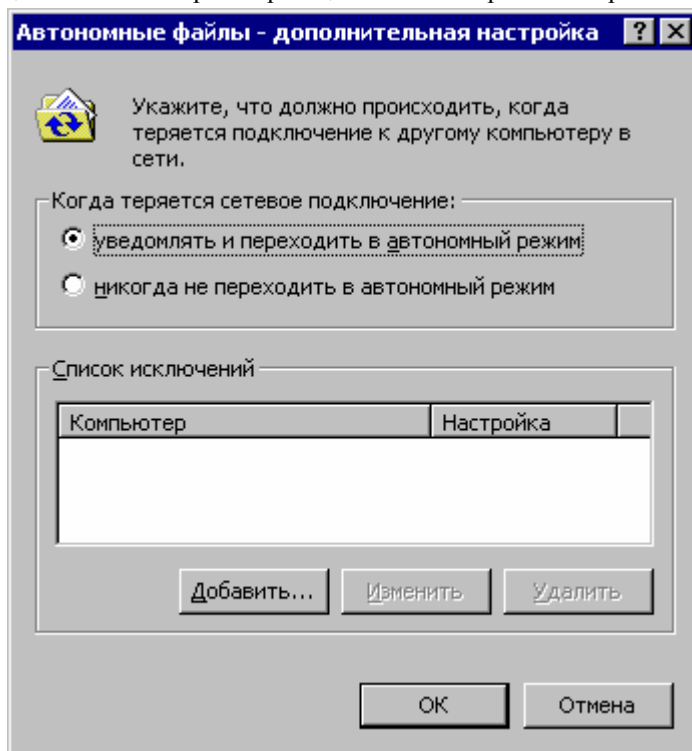 Автономные файлы - дополнительная настройка
Укажите, что должно происходить, когда
теряется подключение к другому компьютеру в
сети.
Когда теряется сетевое подключение:
уведомлять и переходить в автономный режим
никогда не переходить в автономный режим
Список исключений
Компьютер Настройка
Добавить... Изменить Удалить
ОК Отмена